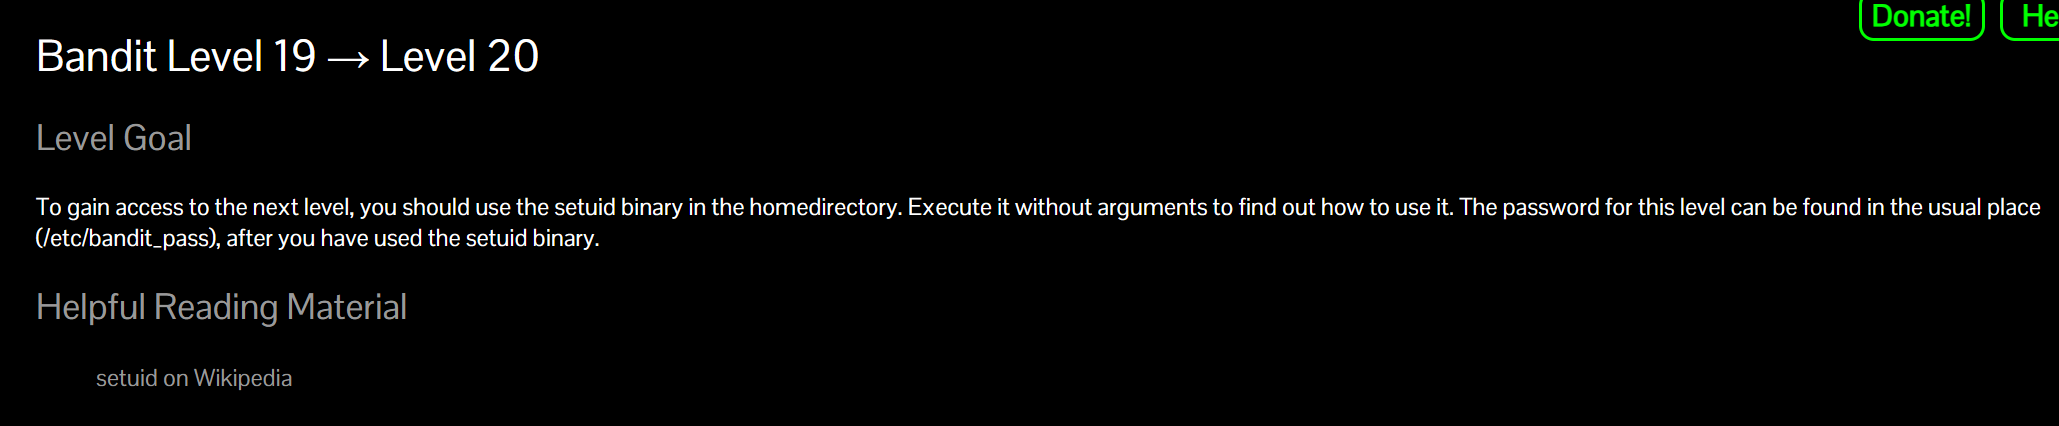 Donate!
He
Bandit Level 19 → Level 20
Level Goal
To gain access to the next level, you should use the setuid binary in the homedirectory. Execute it without arguments to find out how to use it. The password for this level can be found in the usual place
(/etc/bandit_pass), after you have used the setuid binary.
Helpful Reading Material
setuid on Wikipedia